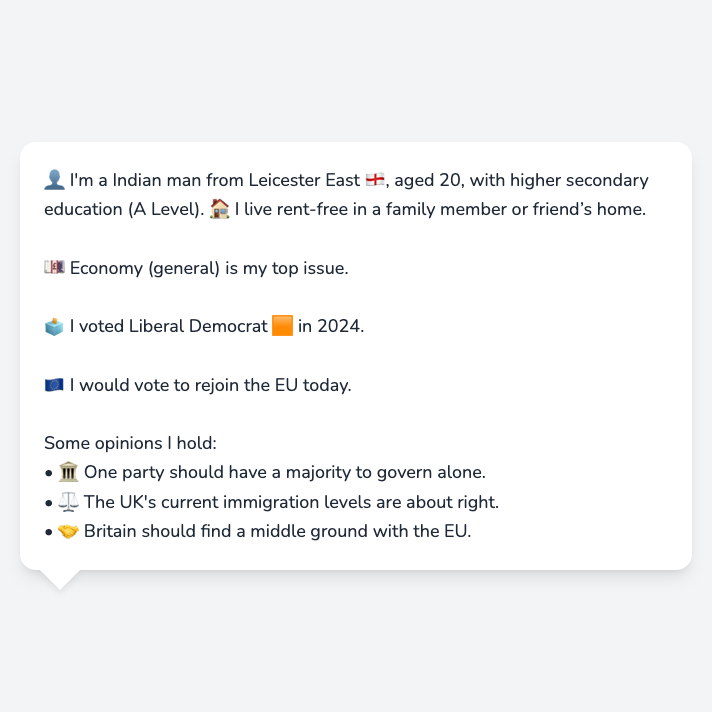 👤 I'm a Indian man from Leicester East 🏴󠁧󠁢󠁥󠁮󠁧󠁿, aged 20, with higher secondary
education (A Level). 🏠 I live rent-free in a family member or friend’s home.
💷 Economy (general) is my top issue.
🗳️ I voted Liberal Democrat 🟧 in 2024.
🇪🇺 I would vote to rejoin the EU today.
Some opinions I hold:
• 🏛️ One party should have a majority to govern alone.
• ⚖️ The UK's current immigration levels are about right.
• 🤝 Britain should find a middle ground with the EU.